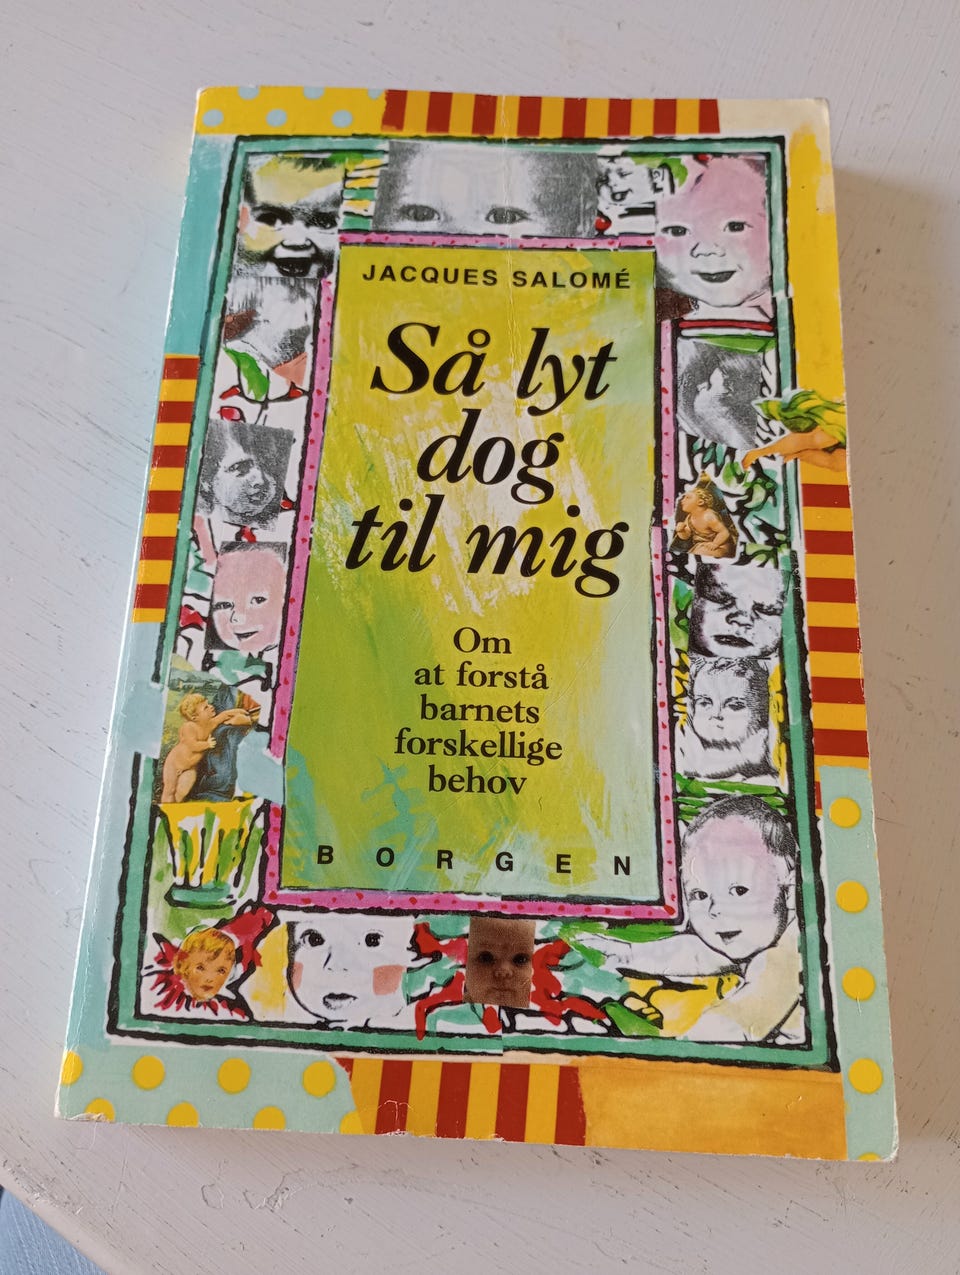 JACQUES SALOMÉ
Så lyt
dog
til mig
Om
at forstå
barnets
forskellige
behov
BORGEN